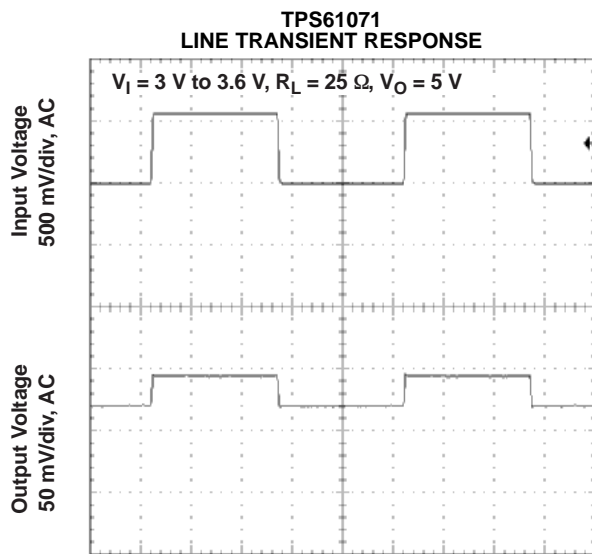 TPS61071
LINE TRANSIENT RESPONSE
V_I = 3 V to 3.6 V, R_L = 25 Ω, V_O = 5 V
Input Voltage
500 mV/div, AC
Output Voltage
50 mV/div, AC